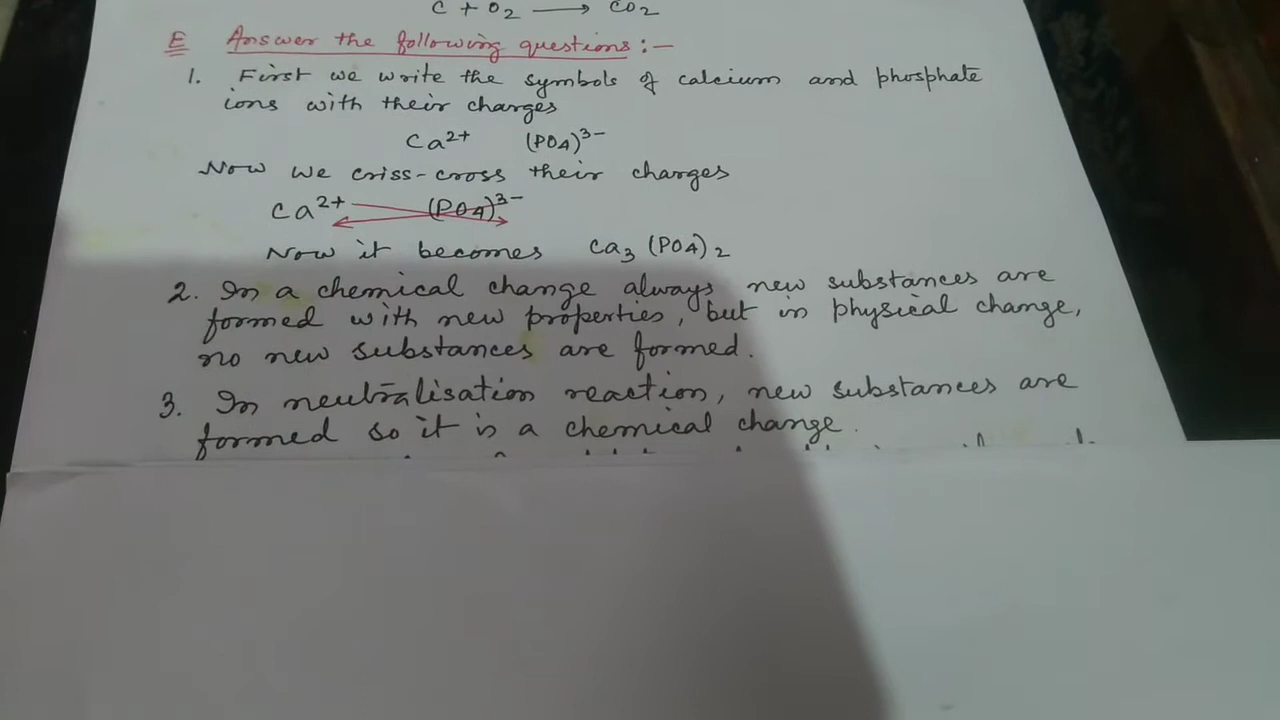 C + O2 ⟶ CO2
E Answer the following questions :—
1. First we write the symbols of calcium and phosphate
ions with their charges
Ca2+ (PO4)3−
Now we criss-cross their charges
Ca2+ (PO4)3−
Now it becomes Ca3 (PO4)2
2. In a chemical change always new substances are
formed with new properties, but in physical change,
no new substances are formed.
3. In neutralisation reaction, new substances are
formed so it is a chemical change.